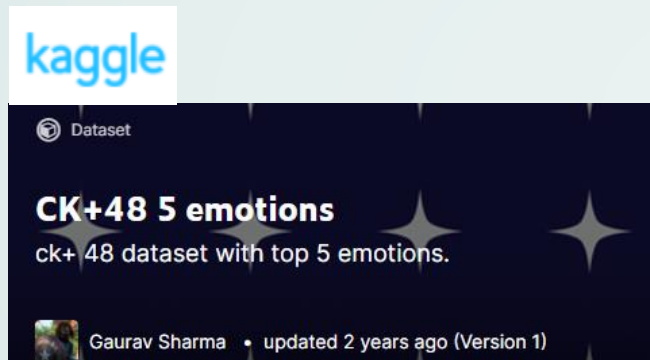 kaggle
Dataset
CK+48 5 emotions
ck+ 48 dataset with top 5 emotions.
Gaurav Sharma • updated 2 years ago (Version 1)